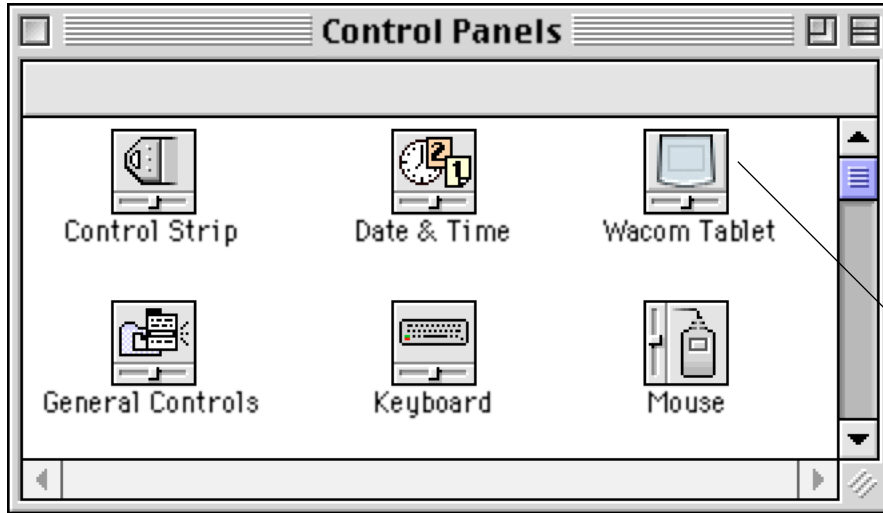 Control Panels
Control Strip
Date & Time
Wacom Tablet
General Controls
Keyboard
Mouse